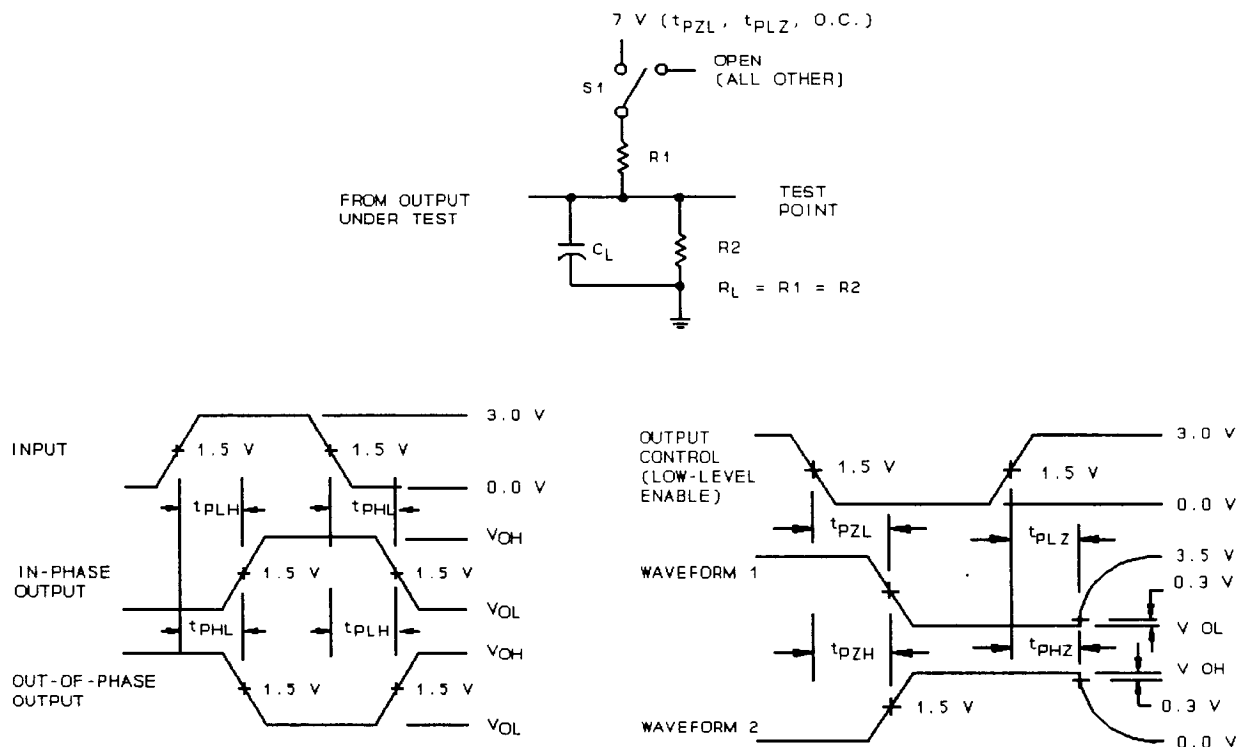 7 V (tPZL, tPLZ, O.C.)
OPEN
(ALL OTHER)
S1
R1
FROM OUTPUT
UNDER TEST
TEST
POINT
CL
R2
RL = R1 = R2
INPUT
1.5 V
1.5 V
3.0 V
0.0 V
tPLH
tPHL
VOH
IN-PHASE
OUTPUT
1.5 V
1.5 V
VOL
tPHL
tPLH
VOH
OUT-OF-PHASE
OUTPUT
1.5 V
1.5 V
VOL
OUTPUT
CONTROL
(LOW-LEVEL
ENABLE)
1.5 V
1.5 V
3.0 V
0.0 V
tPZL
tPLZ
WAVEFORM 1
1.5 V
3.5 V
0.3 V
V OL
tPZH
tPHZ
V OH
WAVEFORM 2
1.5 V
0.3 V
0.0 V